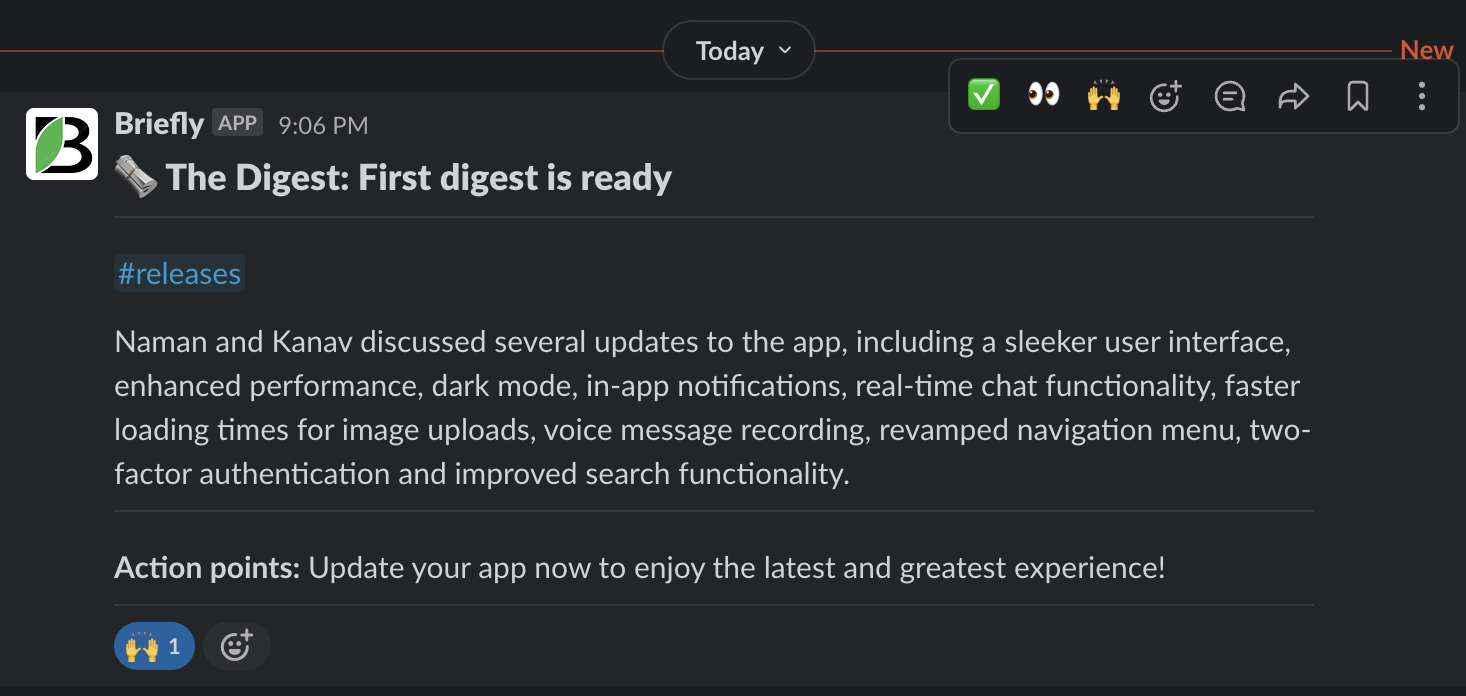 Today
New
Briefly APP 9:06 PM
The Digest: First digest is ready
#releases
Naman and Kanav discussed several updates to the app, including a sleeker user interface,
enhanced performance, dark mode, in-app notifications, real-time chat functionality, faster
loading times for image uploads, voice message recording, revamped navigation menu, two-
factor authentication and improved search functionality.
Action points: Update your app now to enjoy the latest and greatest experience!
1